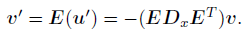 v′ = E(u′) = −(ED_xE^T)v.